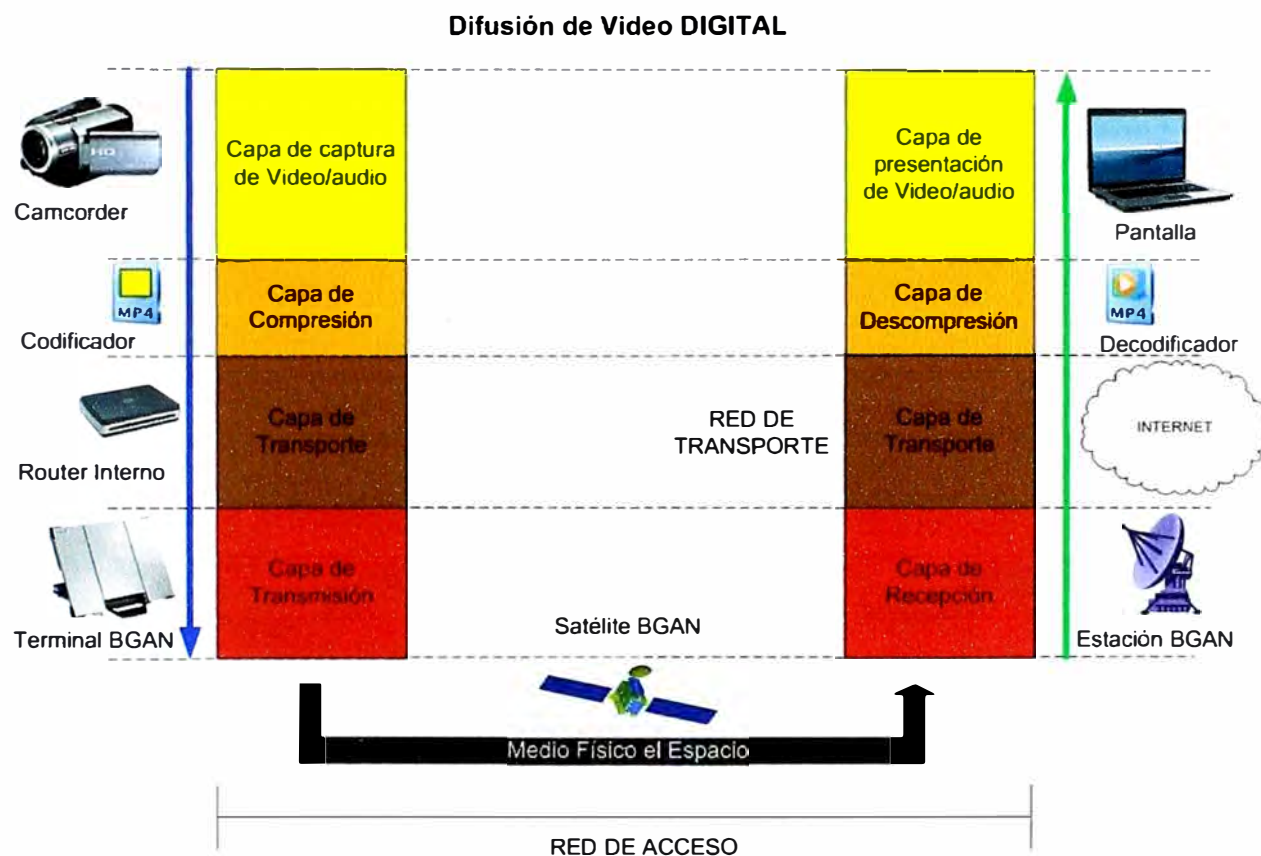 Difusión de Video DIGITAL
Capa de captura
de Video/audio
Capa de
presentación
de Video/audio
HD
Camcorder
Pantalla
MP4
Codificador
Capa de
Compresión
Capa de
Descompresión
MP4
Decodificador
Router Interno
Capa de
Transporte
RED DE
TRANSPORTE
Capa de
Transporte
INTERNET
Terminal BGAN
Capa de
Transmisión
Satélite BGAN
Capa de
Recepción
Estación BGAN
Medio Físico el Espacio
RED DE ACCESO